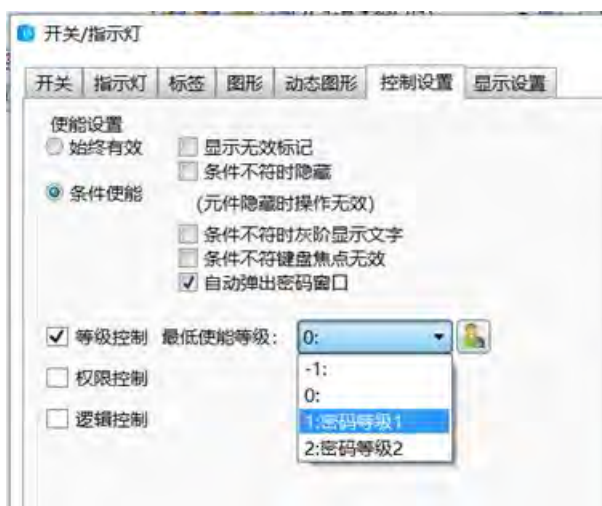 开关/指示灯
开关 指示灯 标签 图形 动态图形 控制设置 显示设置
使能设置
始终有效 显示无效标记
条件不符时隐藏
条件使能 (元件隐藏时操作无效)
条件不符时灰阶显示文字
条件不符键盘焦点无效
自动弹出密码窗口
等级控制 最低使能等级: 0:
-1:
权限控制
0:
逻辑控制 1:密码等级1
2:密码等级2